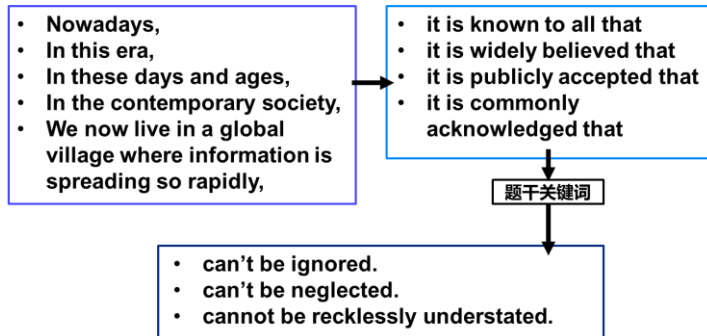 • Nowadays,
• In this era,
• In these days and ages,
• In the contemporary society,
• We now live in a global
village where information is
spreading so rapidly,
• it is known to all that
• it is widely believed that
• it is publicly accepted that
• it is commonly
acknowledged that
题干关键词
• can't be ignored.
• can't be neglected.
• cannot be recklessly understated.